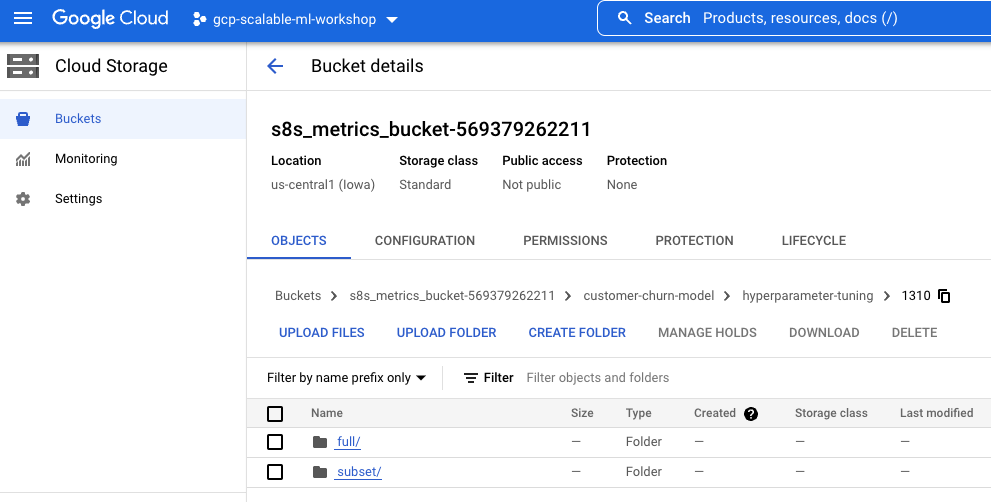 Google Cloud gcp-scalable-ml-workshop Search Products, resources, docs (/)
Cloud Storage Bucket details
Buckets
Monitoring
Settings
s8s_metrics_bucket-569379262211
Location Storage class Public access Protection
us-central1 (Iowa) Standard Not public None
OBJECTS CONFIGURATION PERMISSIONS PROTECTION LIFECYCLE
Buckets > s8s_metrics_bucket-569379262211 > customer-churn-model > hyperparameter-tuning > 1310
UPLOAD FILES UPLOAD FOLDER CREATE FOLDER MANAGE HOLDS DOWNLOAD DELETE
Filter by name prefix only Filter Filter objects and folders
Name Size Type Created ? Storage class Last modified
full/ — Folder — — —
subset/ — Folder — — —